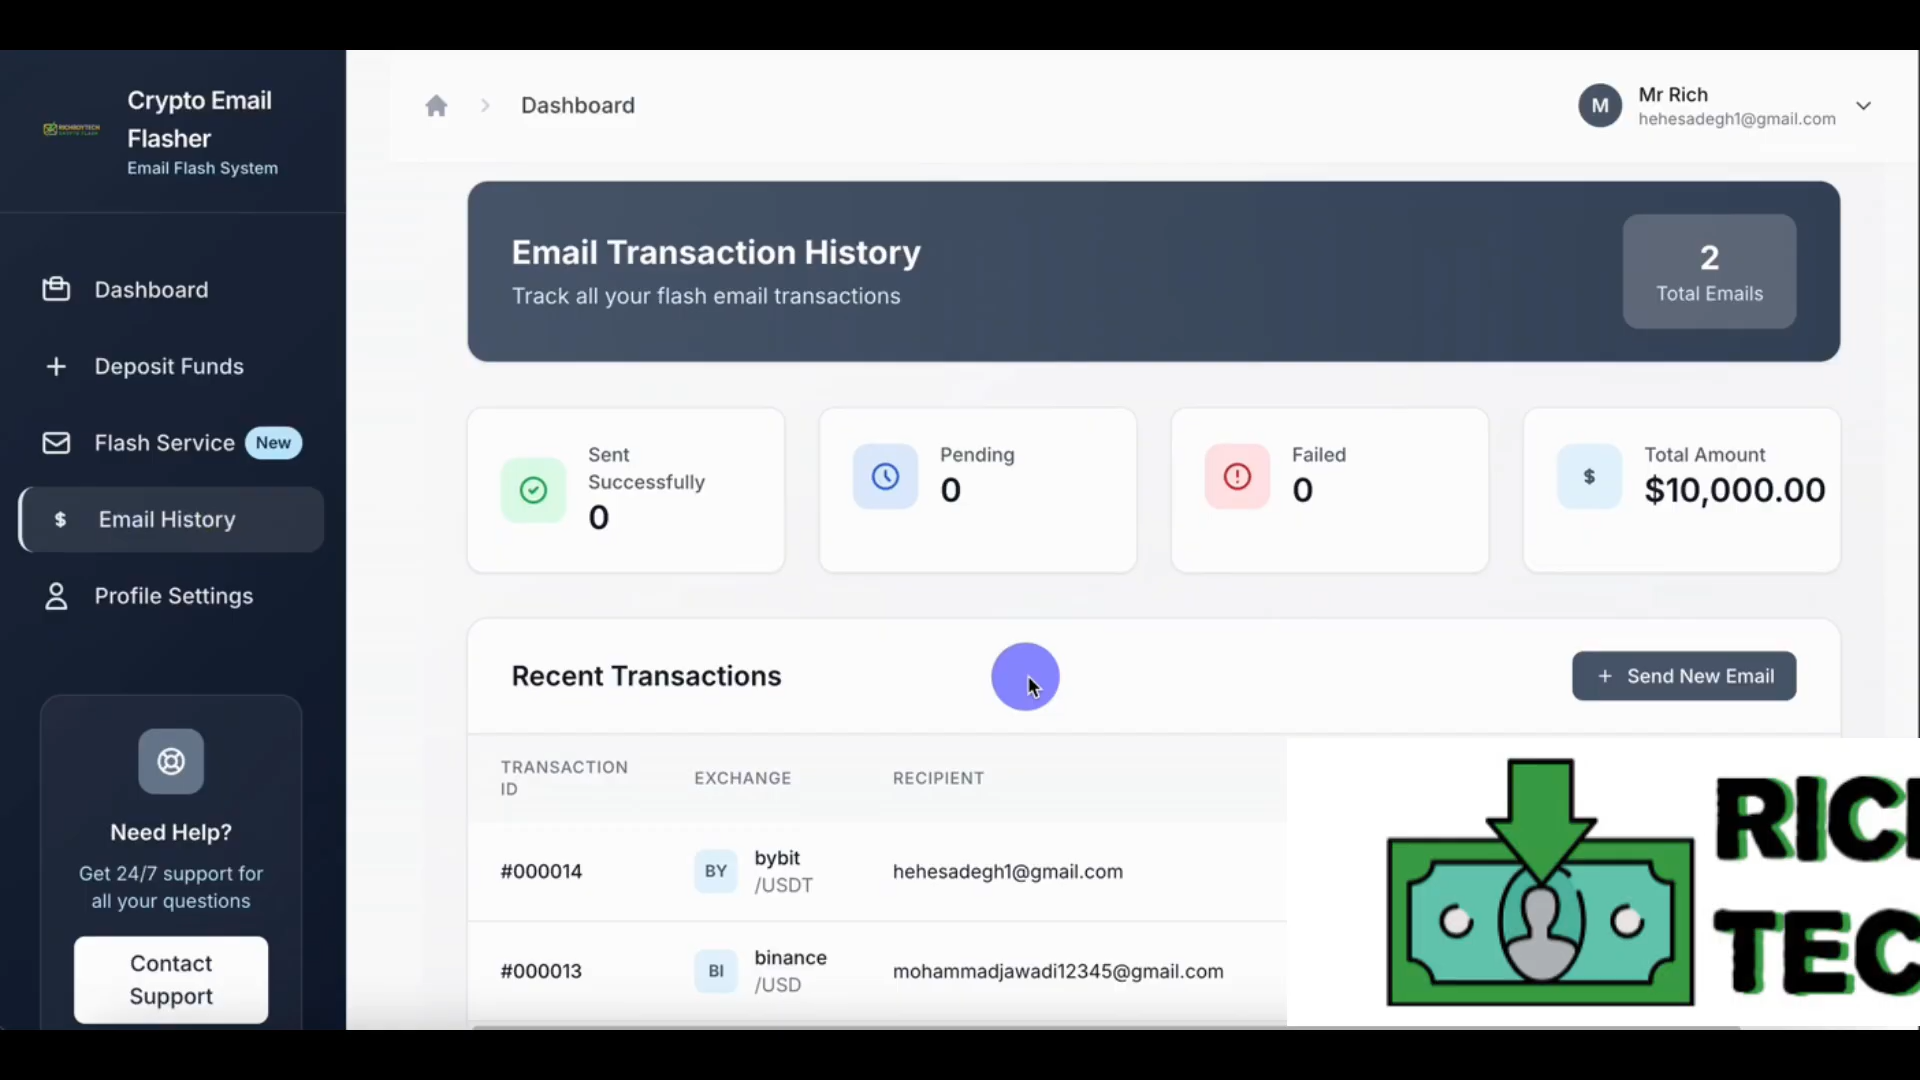 Crypto Email
Flasher
Email Flash System
Dashboard
Deposit Funds
Flash Service New
$ Email History
Profile Settings
Need Help?
Get 24/7 support for
all your questions
Contact
Support
Dashboard
M
Mr Rich
hehesadegh1@gmail.com
Email Transaction History
Track all your flash email transactions
2
Total Emails
Sent
Successfully
0
Pending
0
Failed
0
$
Total Amount
$10,000.00
Recent Transactions
+ Send New Email
TRANSACTION
ID
EXCHANGE
RECIPIENT
#000014
BY
bybit
/USDT
hehesadegh1@gmail.com
#000013
BI
binance
/USD
mohammadjawadi12345@gmail.com